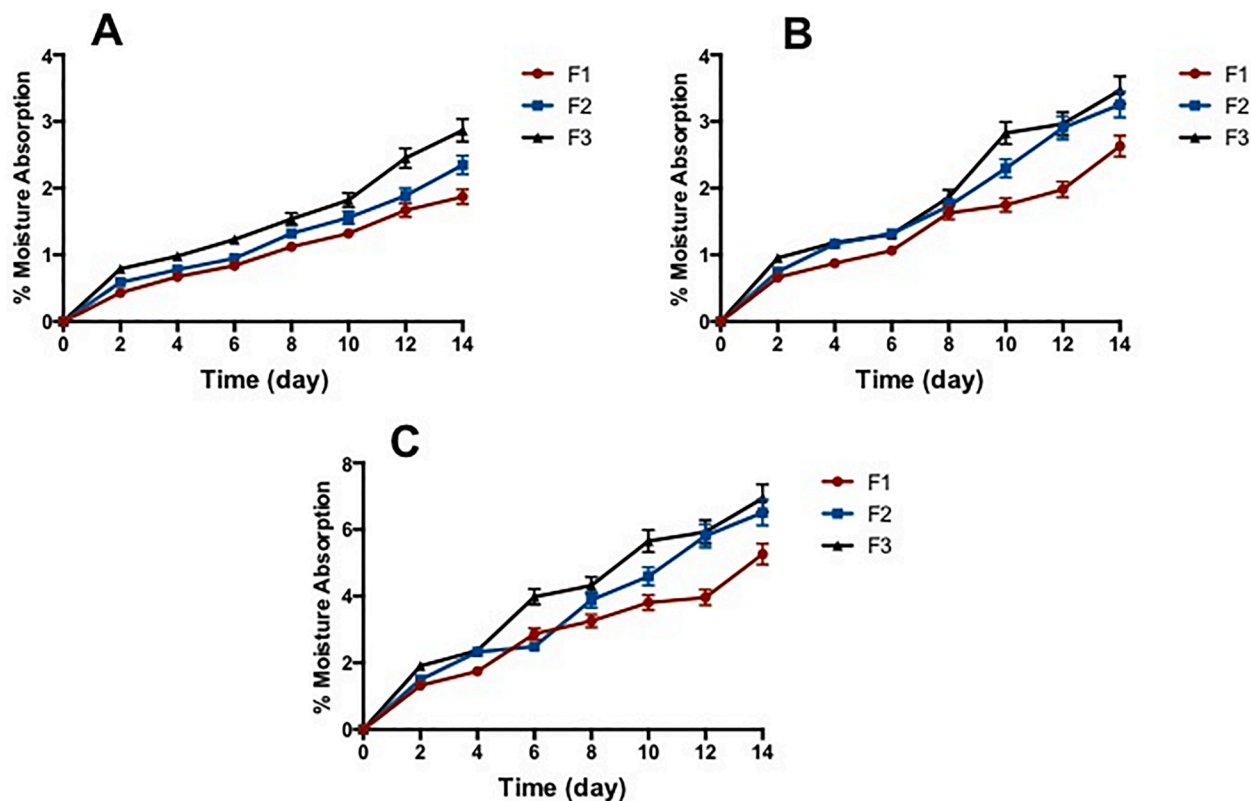 A
% Moisture Absorption
4
3
2
1
0
0 2 4 6 8 10 12 14
Time (day)
F1
F2
F3
B
% Moisture Absorption
4
3
2
1
0
0 2 4 6 8 10 12 14
Time (day)
F1
F2
F3
C
% Moisture Absorption
8
6
4
2
0
0 2 4 6 8 10 12 14
Time (day)
F1
F2
F3